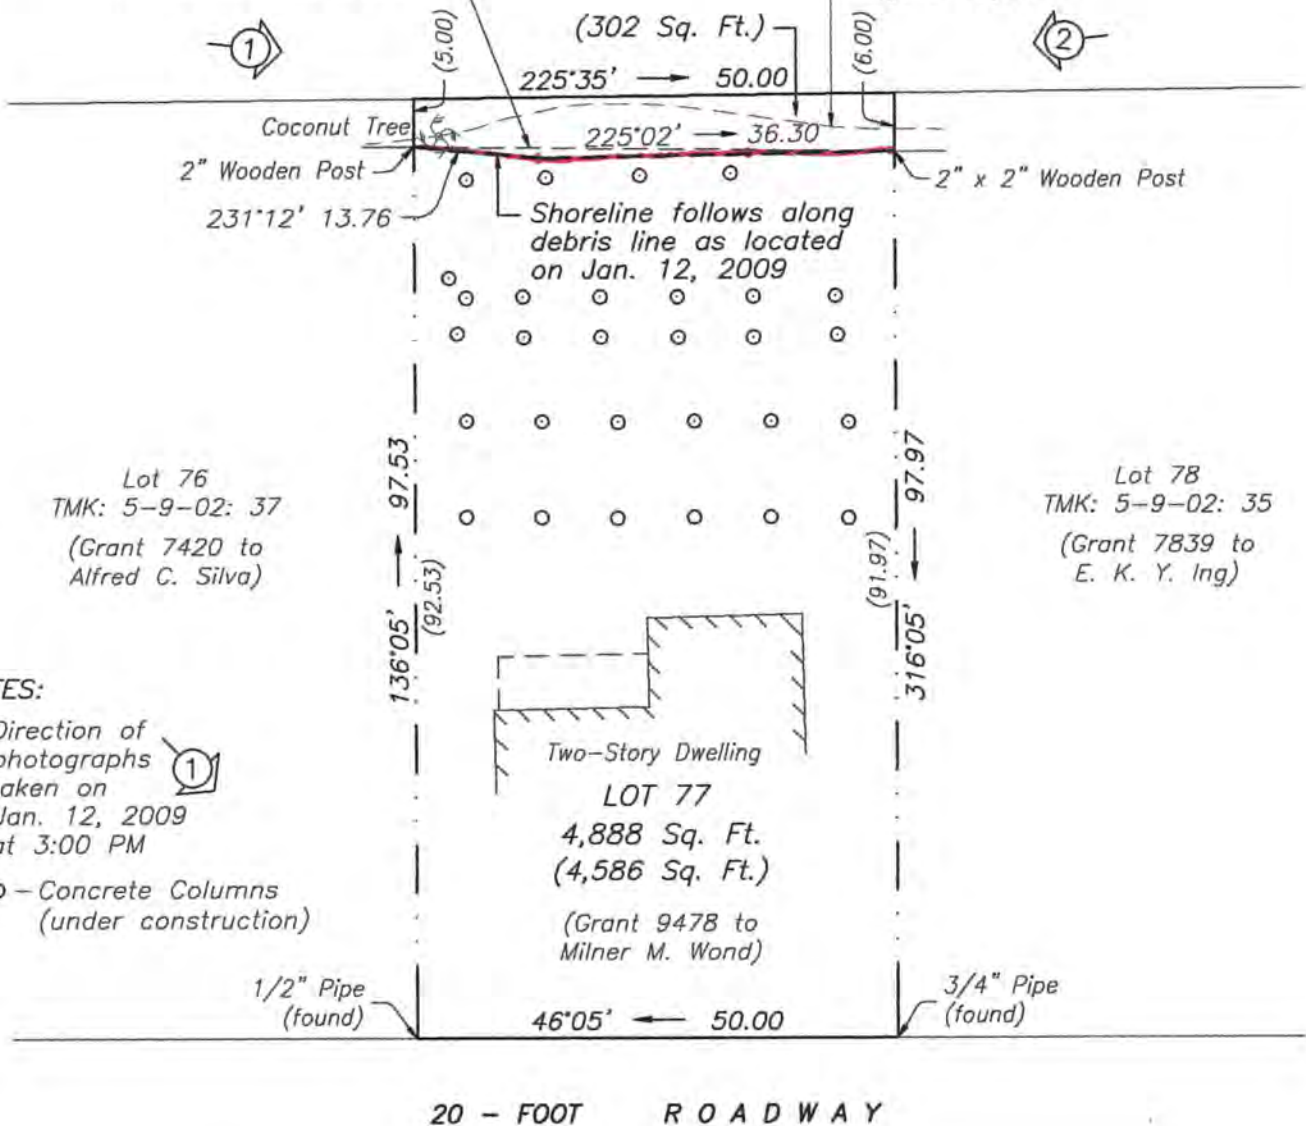 (302 Sq. Ft.)
1
(5.00)
(6.00)
2
225°35' 50.00
Coconut Tree
225°02' 36.30
2" Wooden Post
2" x 2" Wooden Post
231°12' 13.76
Shoreline follows along
debris line as located
on Jan. 12, 2009
Lot 76
TMK: 5-9-02: 37
(Grant 7420 to
Alfred C. Silva)
136°05' 97.53
(92.53)
(91.97)
316°05' 97.97
Lot 78
TMK: 5-9-02: 35
(Grant 7839 to
E. K. Y. Ing)
TES:
Direction of
photographs
taken on
Jan. 12, 2009
at 3:00 PM
1
- Concrete Columns
(under construction)
Two-Story Dwelling
LOT 77
4,888 Sq. Ft.
(4,586 Sq. Ft.)
(Grant 9478 to
Milner M. Wond)
1/2" Pipe
(found)
46°05' 50.00
3/4" Pipe
(found)
20 - FOOT ROADWAY